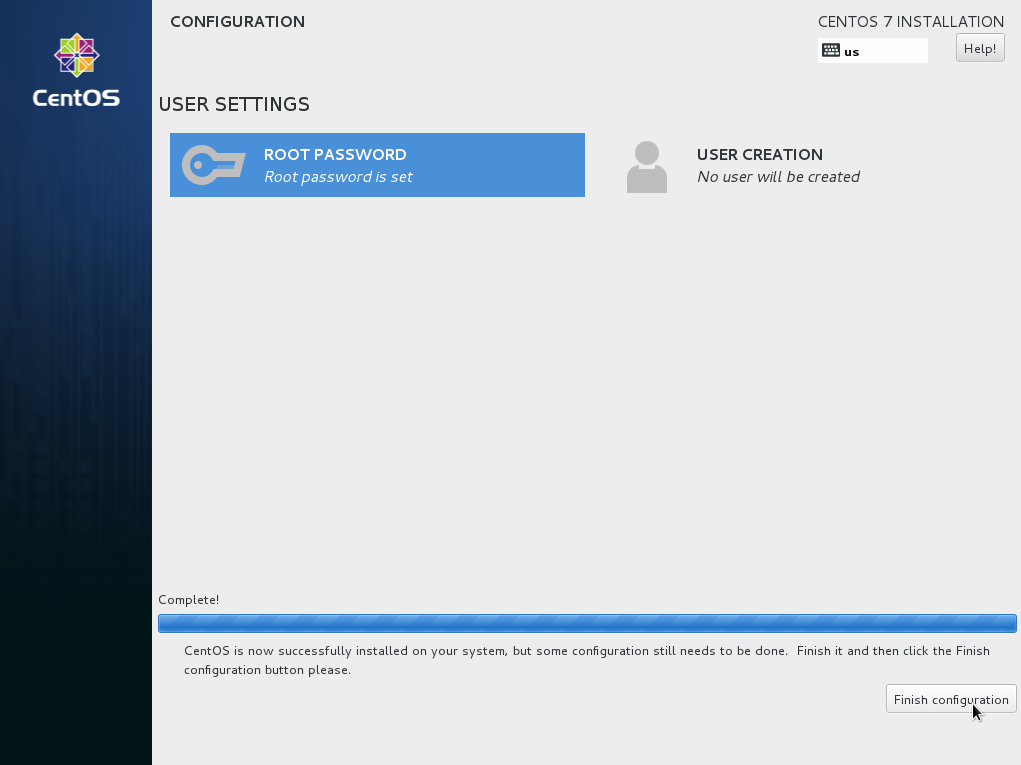 CONFIGURATION
CENTOS 7 INSTALLATION
us
Help!
CentOS
USER SETTINGS
ROOT PASSWORD
Root password is set
USER CREATION
No user will be created
Complete!
CentOS is now successfully installed on your system, but some configuration still needs to be done.  Finish it and then click the Finish
configuration button please.
Finish configuration